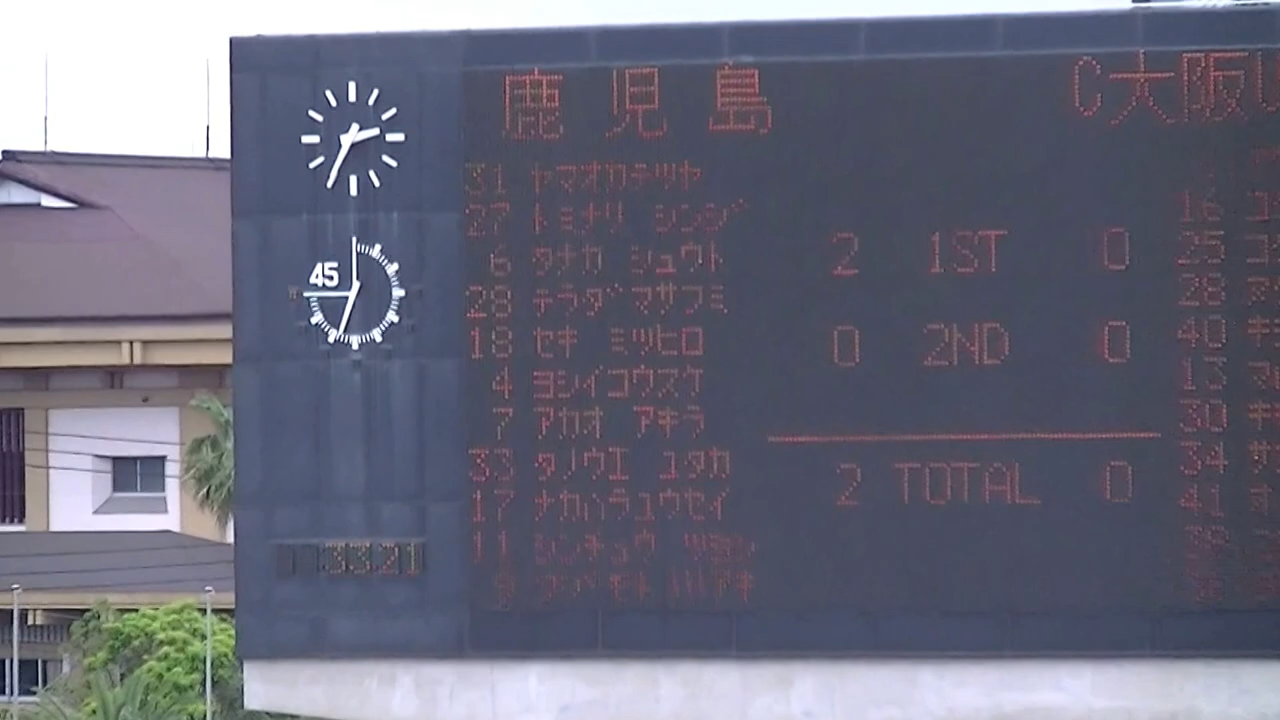 鹿児島 C大阪U
31 ヤマオカテツヤ
27 トミナリ シンジ 16
6 タナカ シュウト 2 1ST 0 25
28 テラダ マサフミ 28
18 セキ ミツヒロ 0 2ND 0 40
4 ヨシイコウスケ 13
7 アカオ アキラ 30
33 タノウエ ユタカ 2 TOTAL 0 34
17 ナカハラユウセイ 41
11
45
33.21